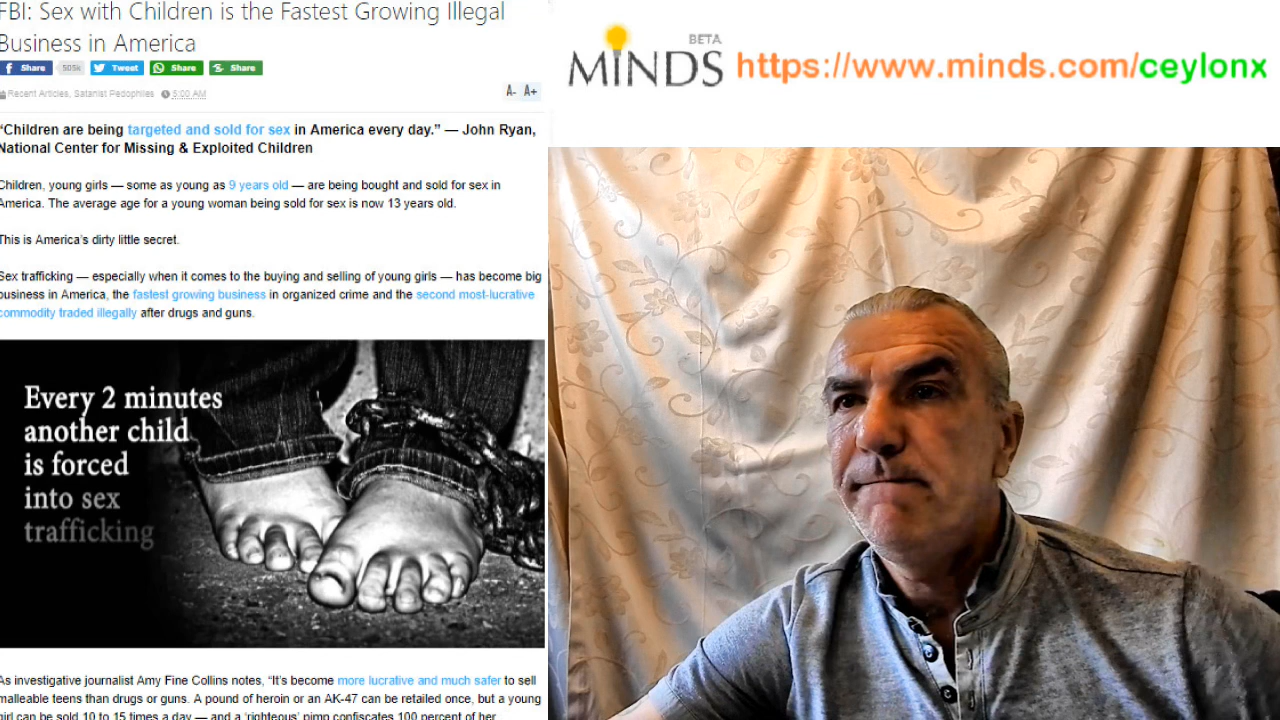 FBI: Sex with Children is the Fastest Growing Illegal
Business in America
Share
505k
Tweet
Share
Share
Recent Articles, Satanist Pedophiles 5:00 AM
A- A+
"Children are being targeted and sold for sex in America every day." — John Ryan,
National Center for Missing & Exploited Children
Children, young girls — some as young as 9 years old — are being bought and sold for sex in
America. The average age for a young woman being sold for sex is now 13 years old.
This is America's dirty little secret.
Sex trafficking — especially when it comes to the buying and selling of young girls — has become big
business in America, the fastest growing business in organized crime and the second most-lucrative
commodity traded illegally after drugs and guns.
Every 2 minutes
another child
is forced
into sex
trafficking
As investigative journalist Amy Fine Collins notes, "It's become more lucrative and much safer to sell
malleable teens than drugs or guns. A pound of heroin or an AK-47 can be retailed once, but a young
girl can be sold 10 to 15 times a day — and a 'righteous' pimp confiscates 100 percent of her
BETA
MINDS
https://www.minds.com/ceylonx